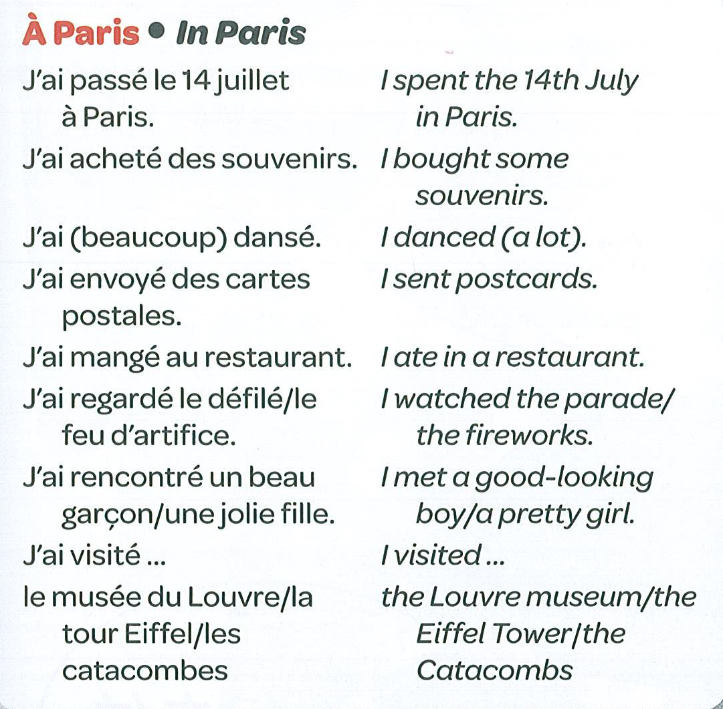 À Paris • In Paris
J'ai passé le 14 juillet
à Paris.
I spent the 14th July
in Paris.
J'ai acheté des souvenirs.
I bought some
souvenirs.
J'ai (beaucoup) dansé.
I danced (a lot).
J'ai envoyé des cartes
postales.
I sent postcards.
J'ai mangé au restaurant.
I ate in a restaurant.
J'ai regardé le défilé/le
feu d'artifice.
I watched the parade/
the fireworks.
J'ai rencontré un beau
garçon/une jolie fille.
I met a good-looking
boy/a pretty girl.
J'ai visité ...
I visited ...
le musée du Louvre/la
tour Eiffel/les
catacombes
the Louvre museum/the
Eiffel Tower/the
Catacombs